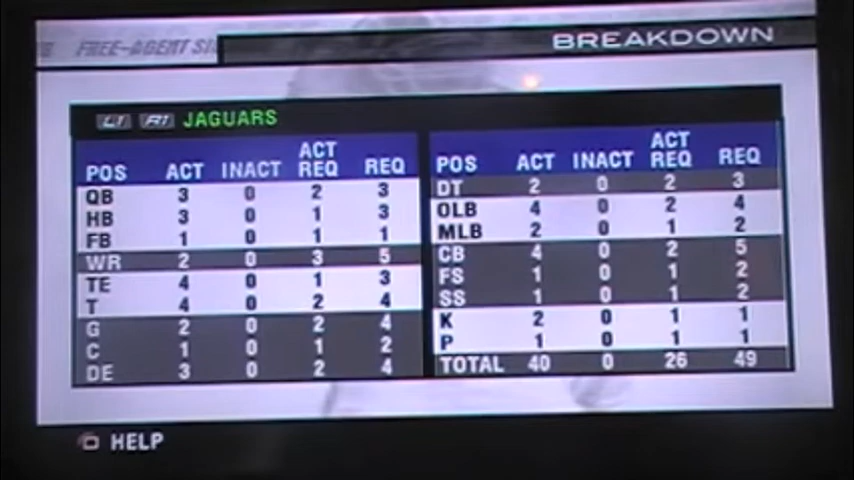 FREE-AGENT
BREAKDOWN
L1 R1 JAGUARS
POS ACT INACT ACT REQ REQ
QB 3 0 2 3
HB 3 0 1 3
FB 1 0 1 1
WR 2 0 3 5
TE 4 0 1 3
T 4 0 2 4
G 2 0 2 4
C 1 0 1 2
DE 3 0 2 4
POS ACT INACT ACT REQ REQ
DT 2 0 2 3
OLB 4 0 2 4
MLB 2 0 1 2
CB 4 0 2 5
FS 1 0 1 2
SS 1 0 1 2
K 2 0 1 1
P 1 0 1 1
TOTAL 40 0 26 49
HELP